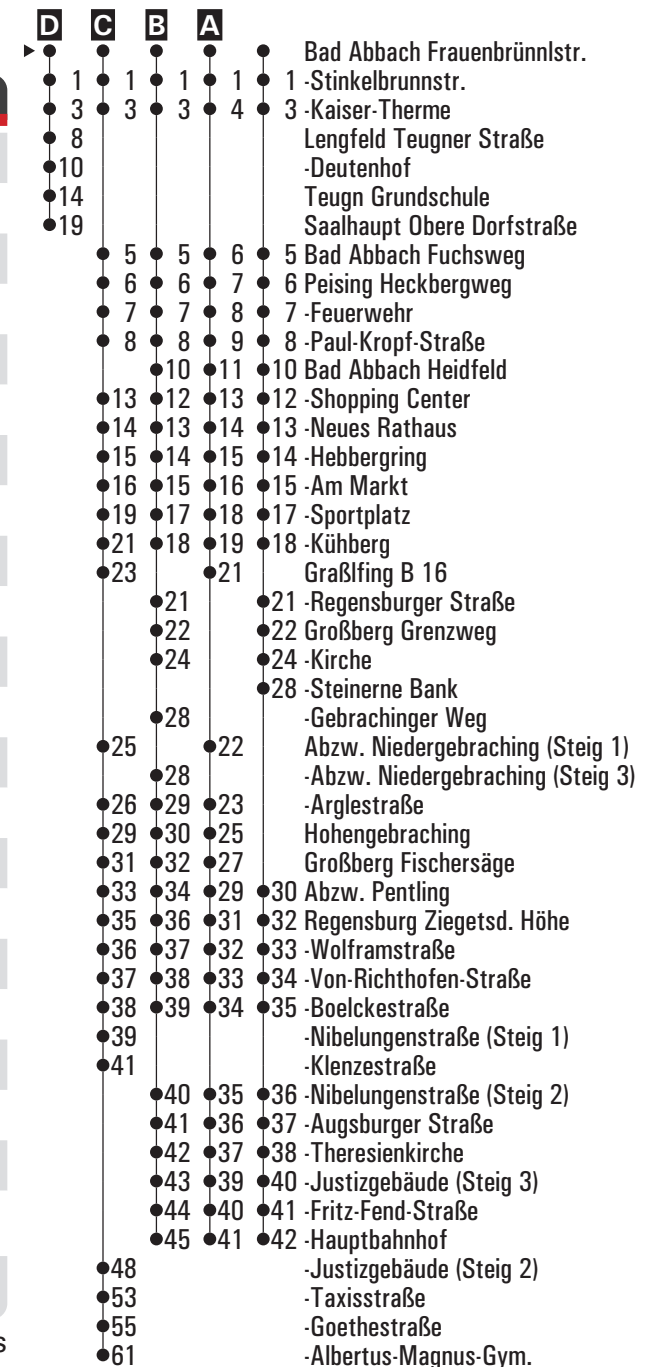 D C B A
Bad Abbach Frauenbrünnlstr.
1 1 1 1 1 -Stinkelbrunnstr.
3 3 3 4 3 -Kaiser-Therme
8 Lengfeld Teugner Straße
10 -Deutenhof
14 Teugn Grundschule
19 Saalhaupt Obere Dorfstraße
5 5 6 5 Bad Abbach Fuchsweg
6 6 7 6 Peising Heckbergweg
7 7 8 7 -Feuerwehr
8 8 9 8 -Paul-Kropf-Straße
10 11 10 Bad Abbach Heidfeld
13 12 13 12 -Shopping Center
14 13 14 13 -Neues Rathaus
15 14 15 14 -Hebbergring
16 15 16 15 -Am Markt
19 17 18 17 -Sportplatz
21 18 19 18 -Kühberg
23 21 Graßlfing B 16
21 21 -Regensburger Straße
22 22 Großberg Grenzweg
24 24 -Kirche
28 -Steinerne Bank
28 -Gebrachinger Weg
25 22 Abzw. Niedergebraching (Steig 1)
28 -Abzw. Niedergebraching (Steig 3)
26 29 23 -Arglestraße
29 30 25 Hohengebraching
31 32 27 Großberg Fischersäge
33 34 29 30 Abzw. Pentling
35 36 31 32 Regensburg Ziegetsd. Höhe
36 37 32 33 -Wolframstraße
37 38 33 34 -Von-Richthofen-Straße
38 39 34 35 -Boelckestraße
39 -Nibelungenstraße (Steig 1)
41 -Klenzestraße
40 35 36 -Nibelungenstraße (Steig 2)
41 36 37 -Augsburger Straße
42 37 38 -Theresienkirche
43 39 40 -Justizgebäude (Steig 3)
44 40 41 -Fritz-Fend-Straße
45 41 42 -Hauptbahnhof
48 -Justizgebäude (Steig 2)
53 -Taxisstraße
55 -Goethestraße
s
61 -Albertus-Magnus-Gym.